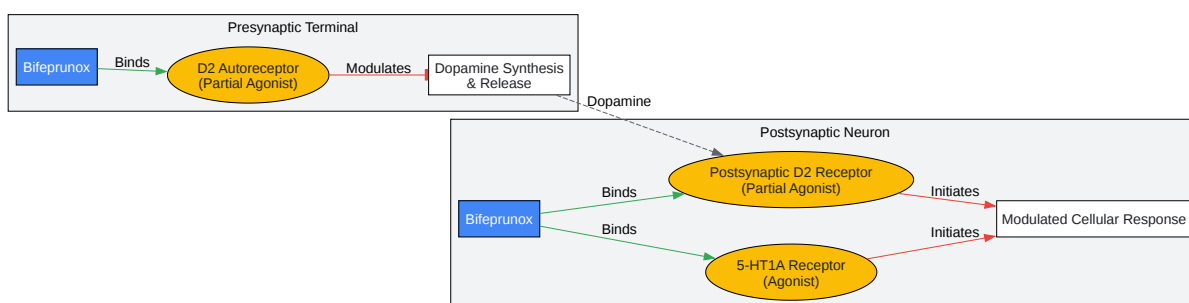 Presynaptic Terminal
Bifeprunox
Binds
D2 Autoreceptor
(Partial Agonist)
Modulates
Dopamine Synthesis
& Release
Dopamine
Postsynaptic Neuron
Bifeprunox
Binds
Postsynaptic D2 Receptor
(Partial Agonist)
Initiates
Binds
5-HT1A Receptor
(Agonist)
Initiates
Modulated Cellular Response